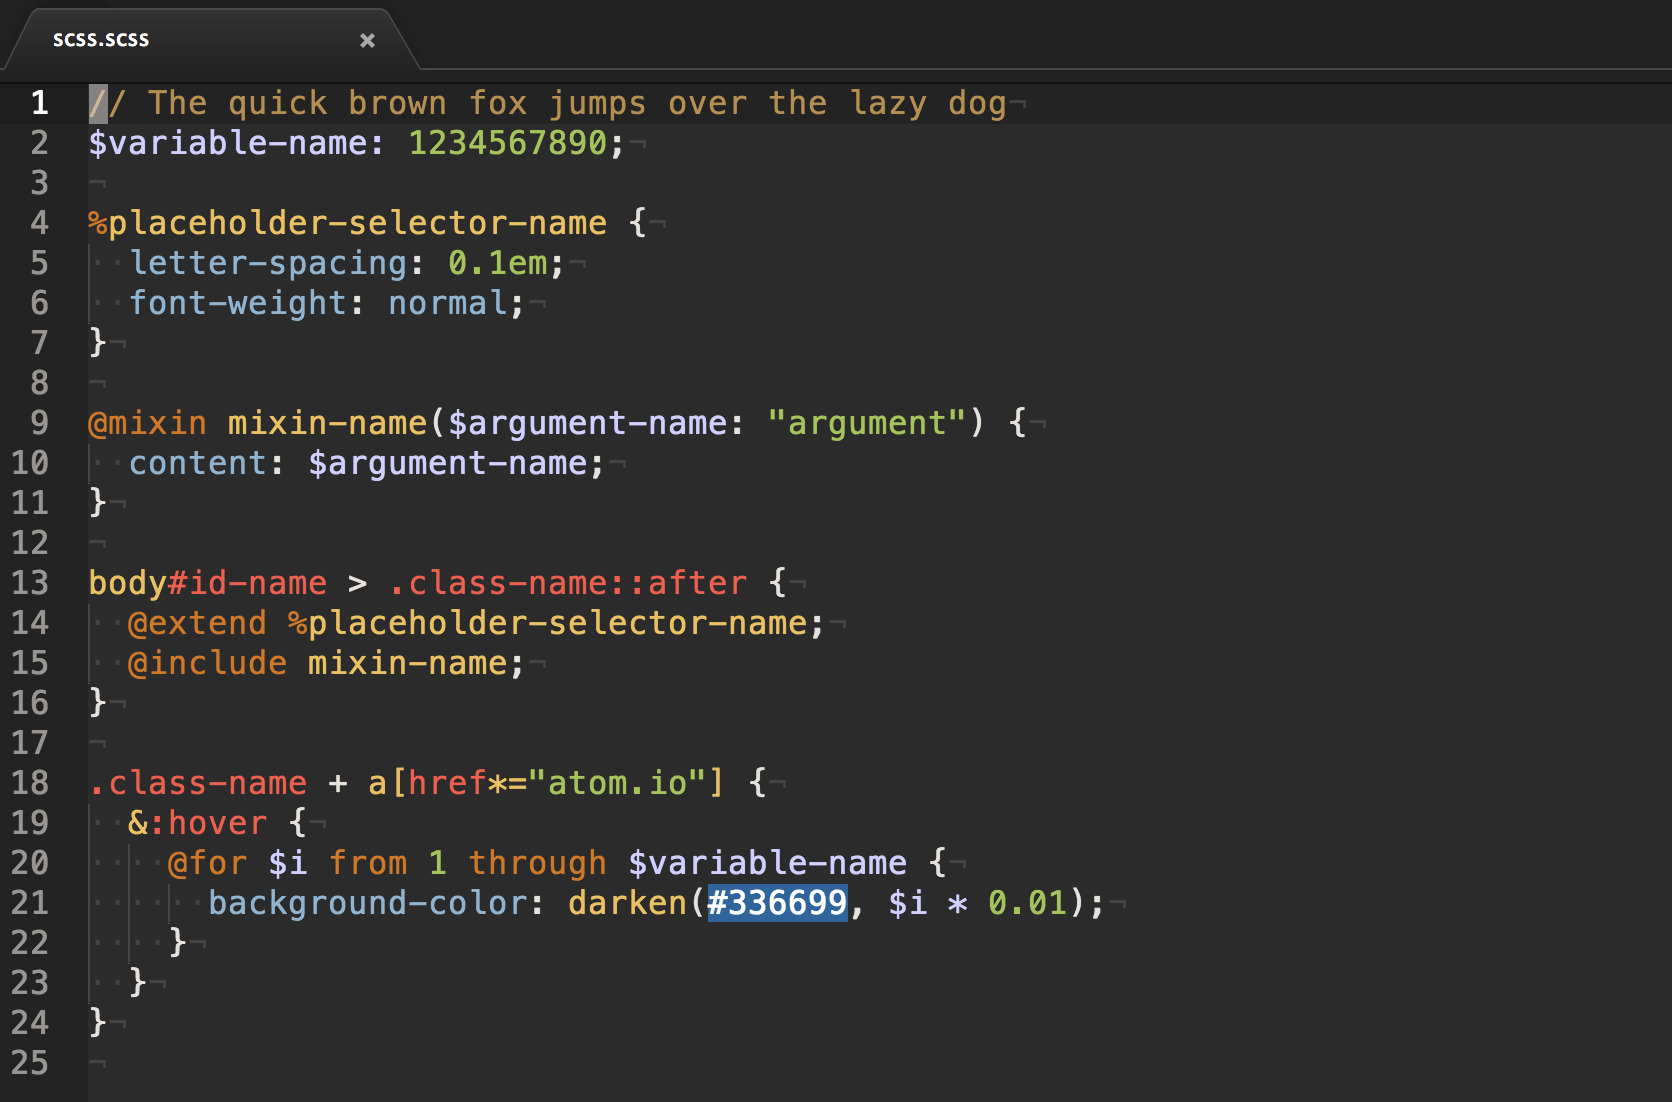 scss.scss ×
1 // The quick brown fox jumps over the lazy dog¬
2 $variable-name: 1234567890;¬
3 ¬
4 %placeholder-selector-name {¬
5 ··letter-spacing: 0.1em;¬
6 ··font-weight: normal;¬
7 }¬
8 ¬
9 @mixin mixin-name($argument-name: "argument") {¬
10 ··content: $argument-name;¬
11 }¬
12 ¬
13 body#id-name > .class-name::after {¬
14 ··@extend %placeholder-selector-name;¬
15 ··@include mixin-name;¬
16 }¬
17 ¬
18 .class-name + a[href*="atom.io"] {¬
19 ··&:hover {¬
20 ····@for $i from 1 through $variable-name {¬
21 ······background-color: darken(#336699, $i * 0.01);¬
22 ····}¬
23 ··}¬
24 }¬
25 ¬